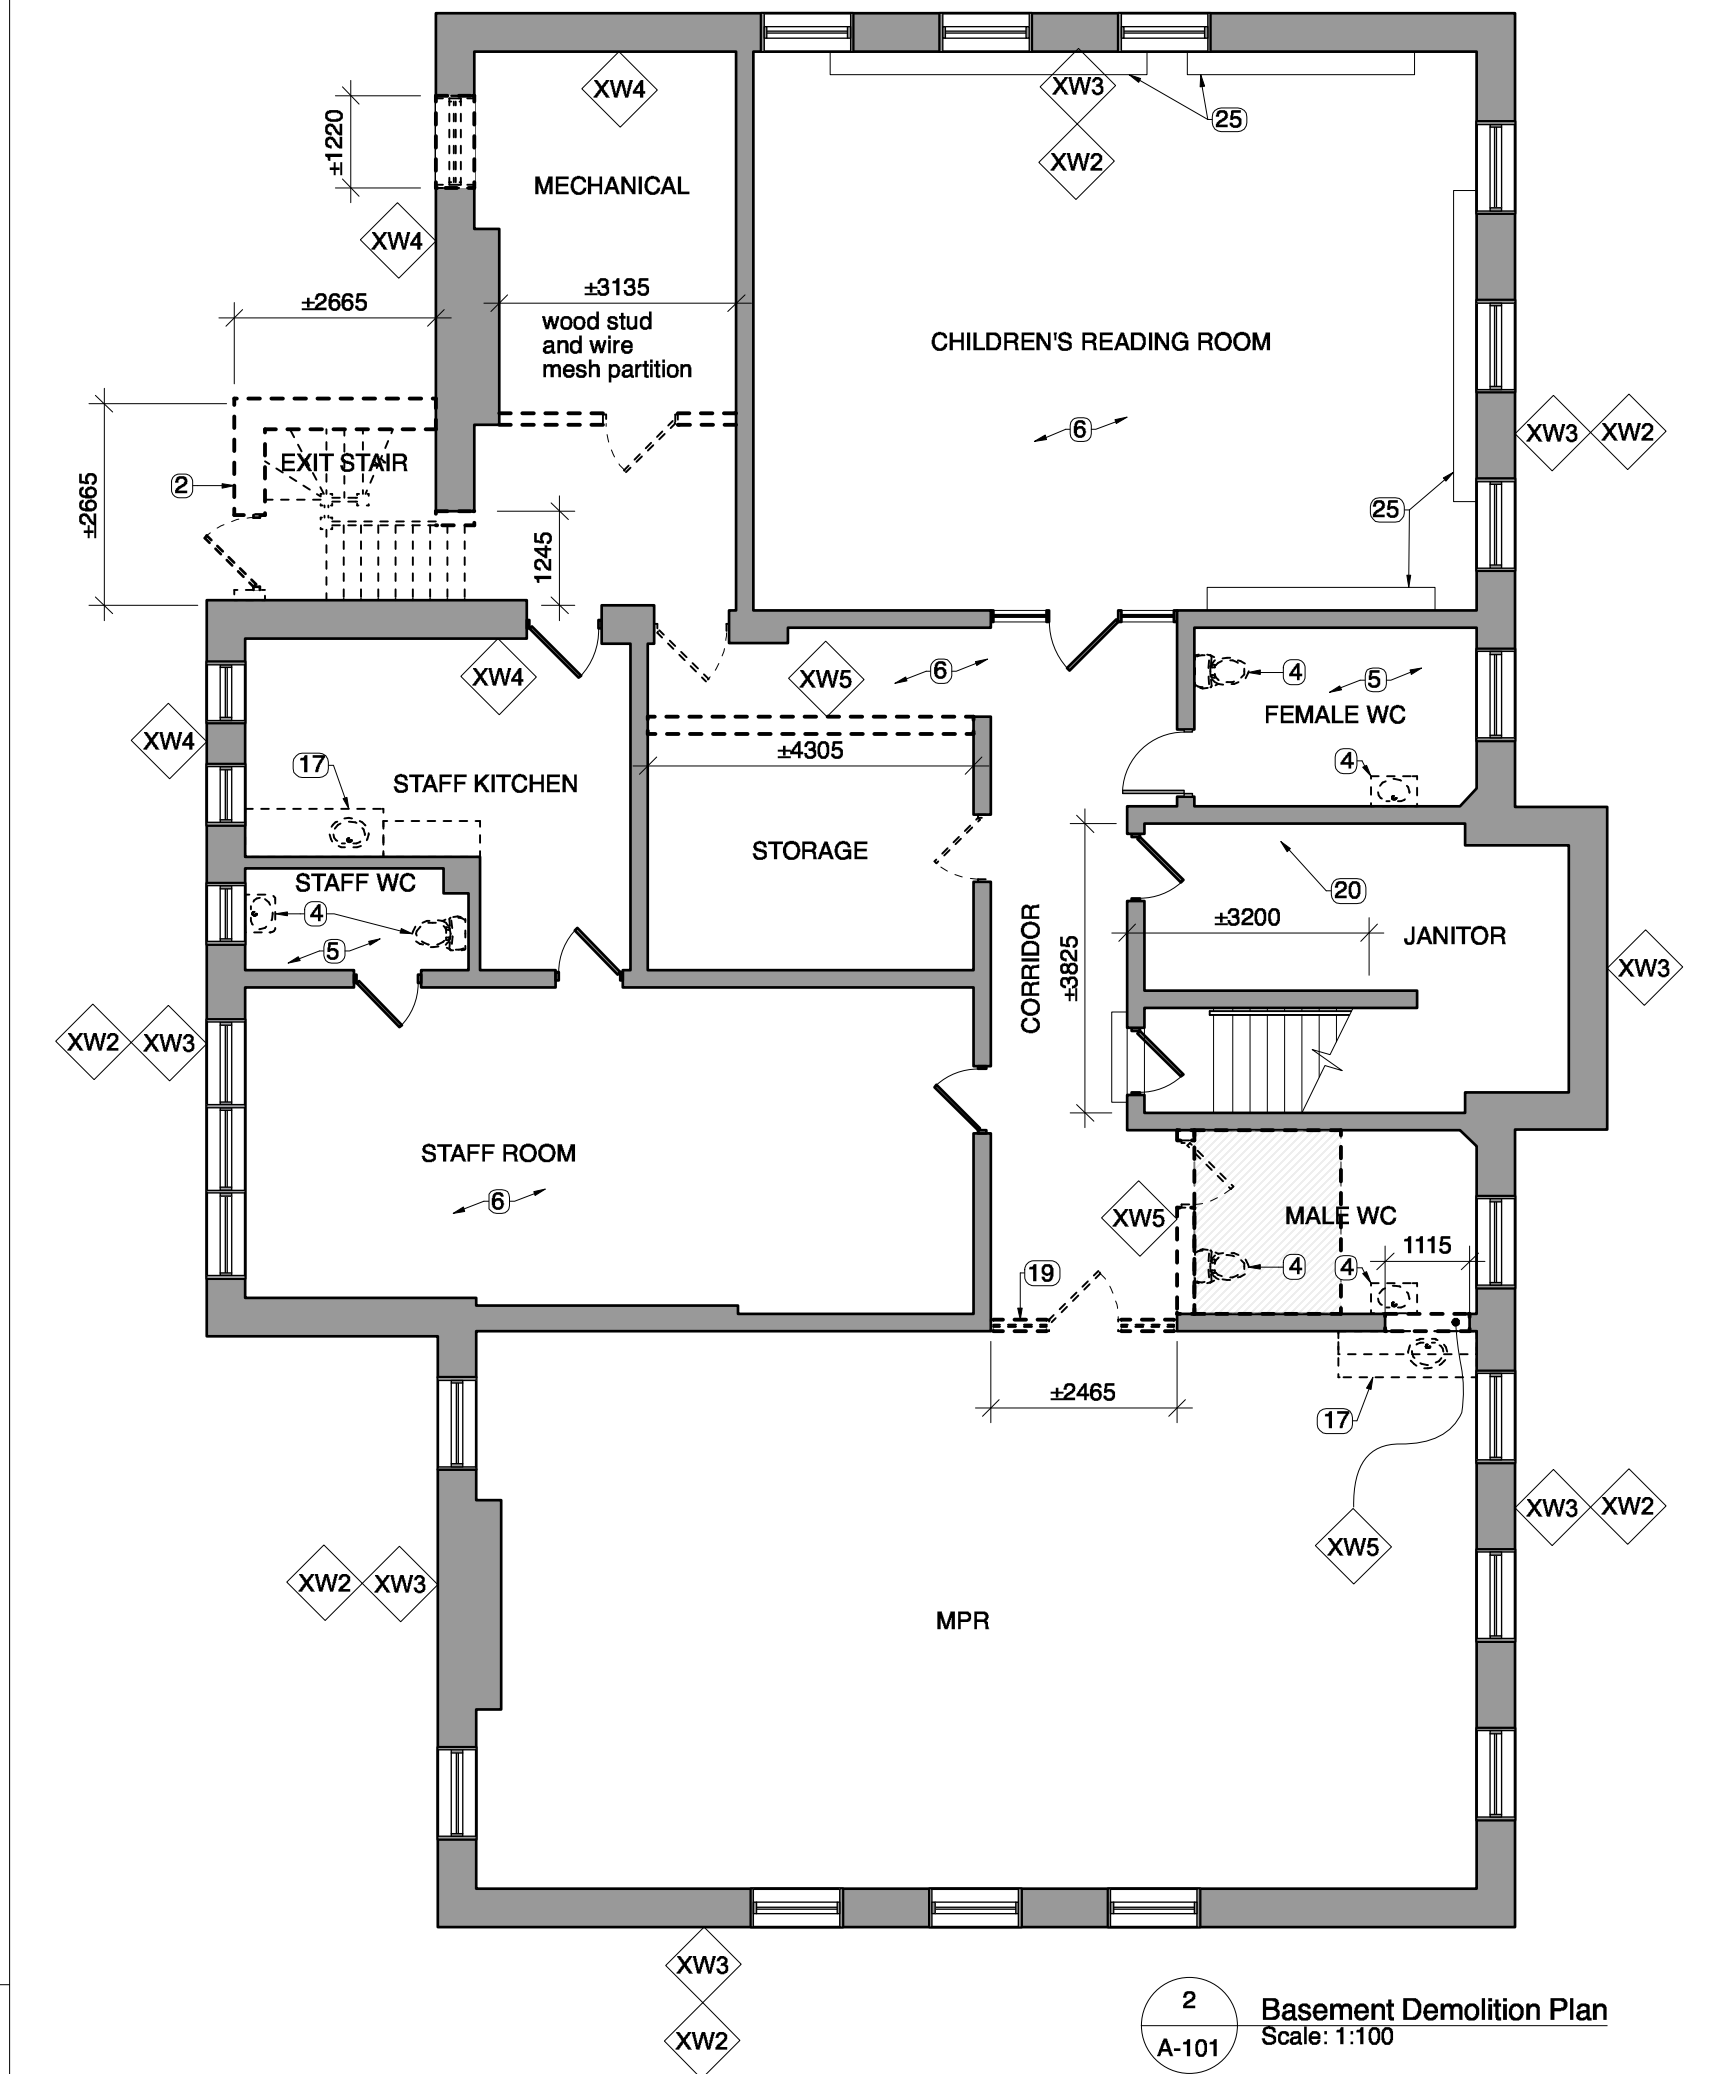 XW4
XW3
25
XW2
±1220
MECHANICAL
XW4
±2665
±3135
wood stud
and wire
mesh partition
CHILDREN'S READING ROOM
6
XW3
XW2
EXIT STAIR
2
±2665
25
1245
XW4
XW5
6
4
5
FEMALE WC
XW4
17
STAFF KITCHEN
±4305
4
STORAGE
STAFF WC
20
4
±3200
JANITOR
5
CORRIDOR
±3825
XW3
XW2
XW3
STAFF ROOM
6
XW5
MALE WC
1115
19
4
4
±2465
17
XW3
XW2
XW5
XW2
XW3
MPR
XW3
XW2
2
A-101
Basement Demolition Plan
Scale: 1:100